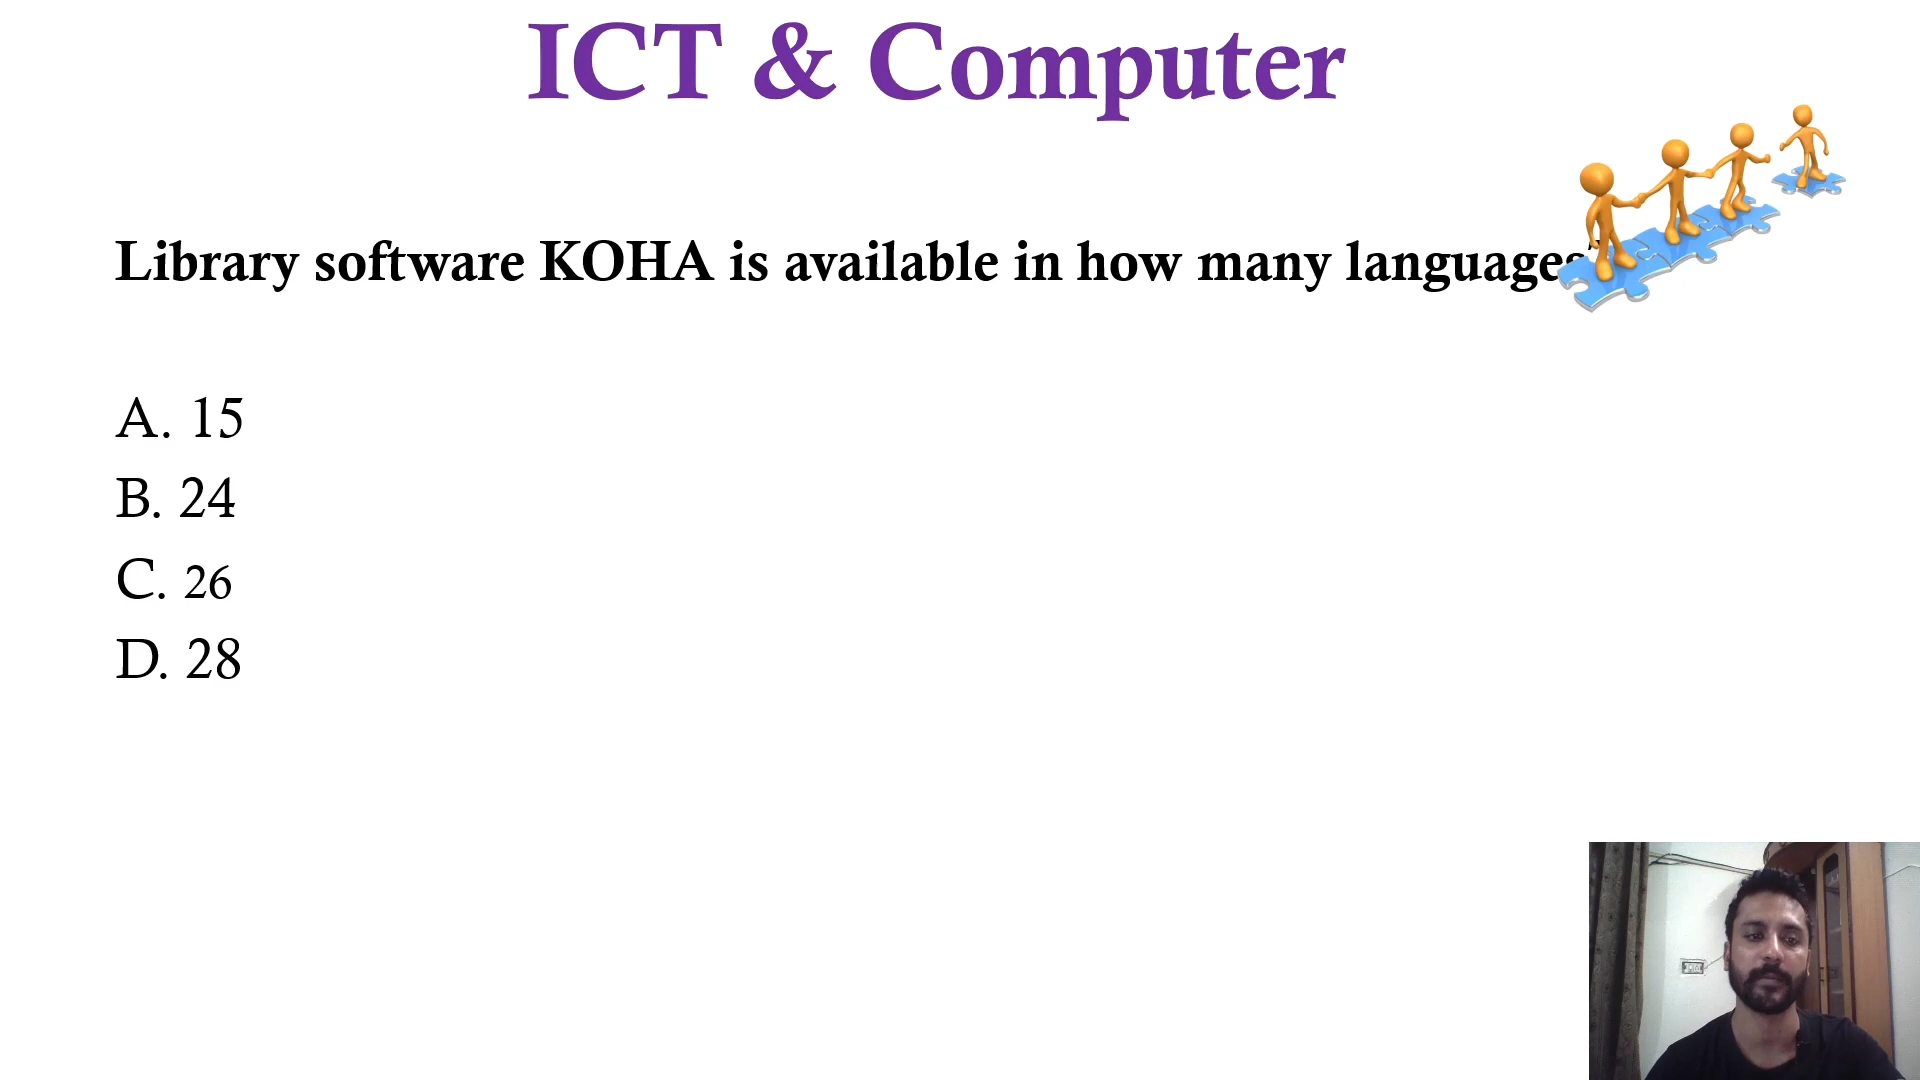 ICT & Computer
Library software KOHA is available in how many languages?
A. 15
B. 24
C. 26
D. 28